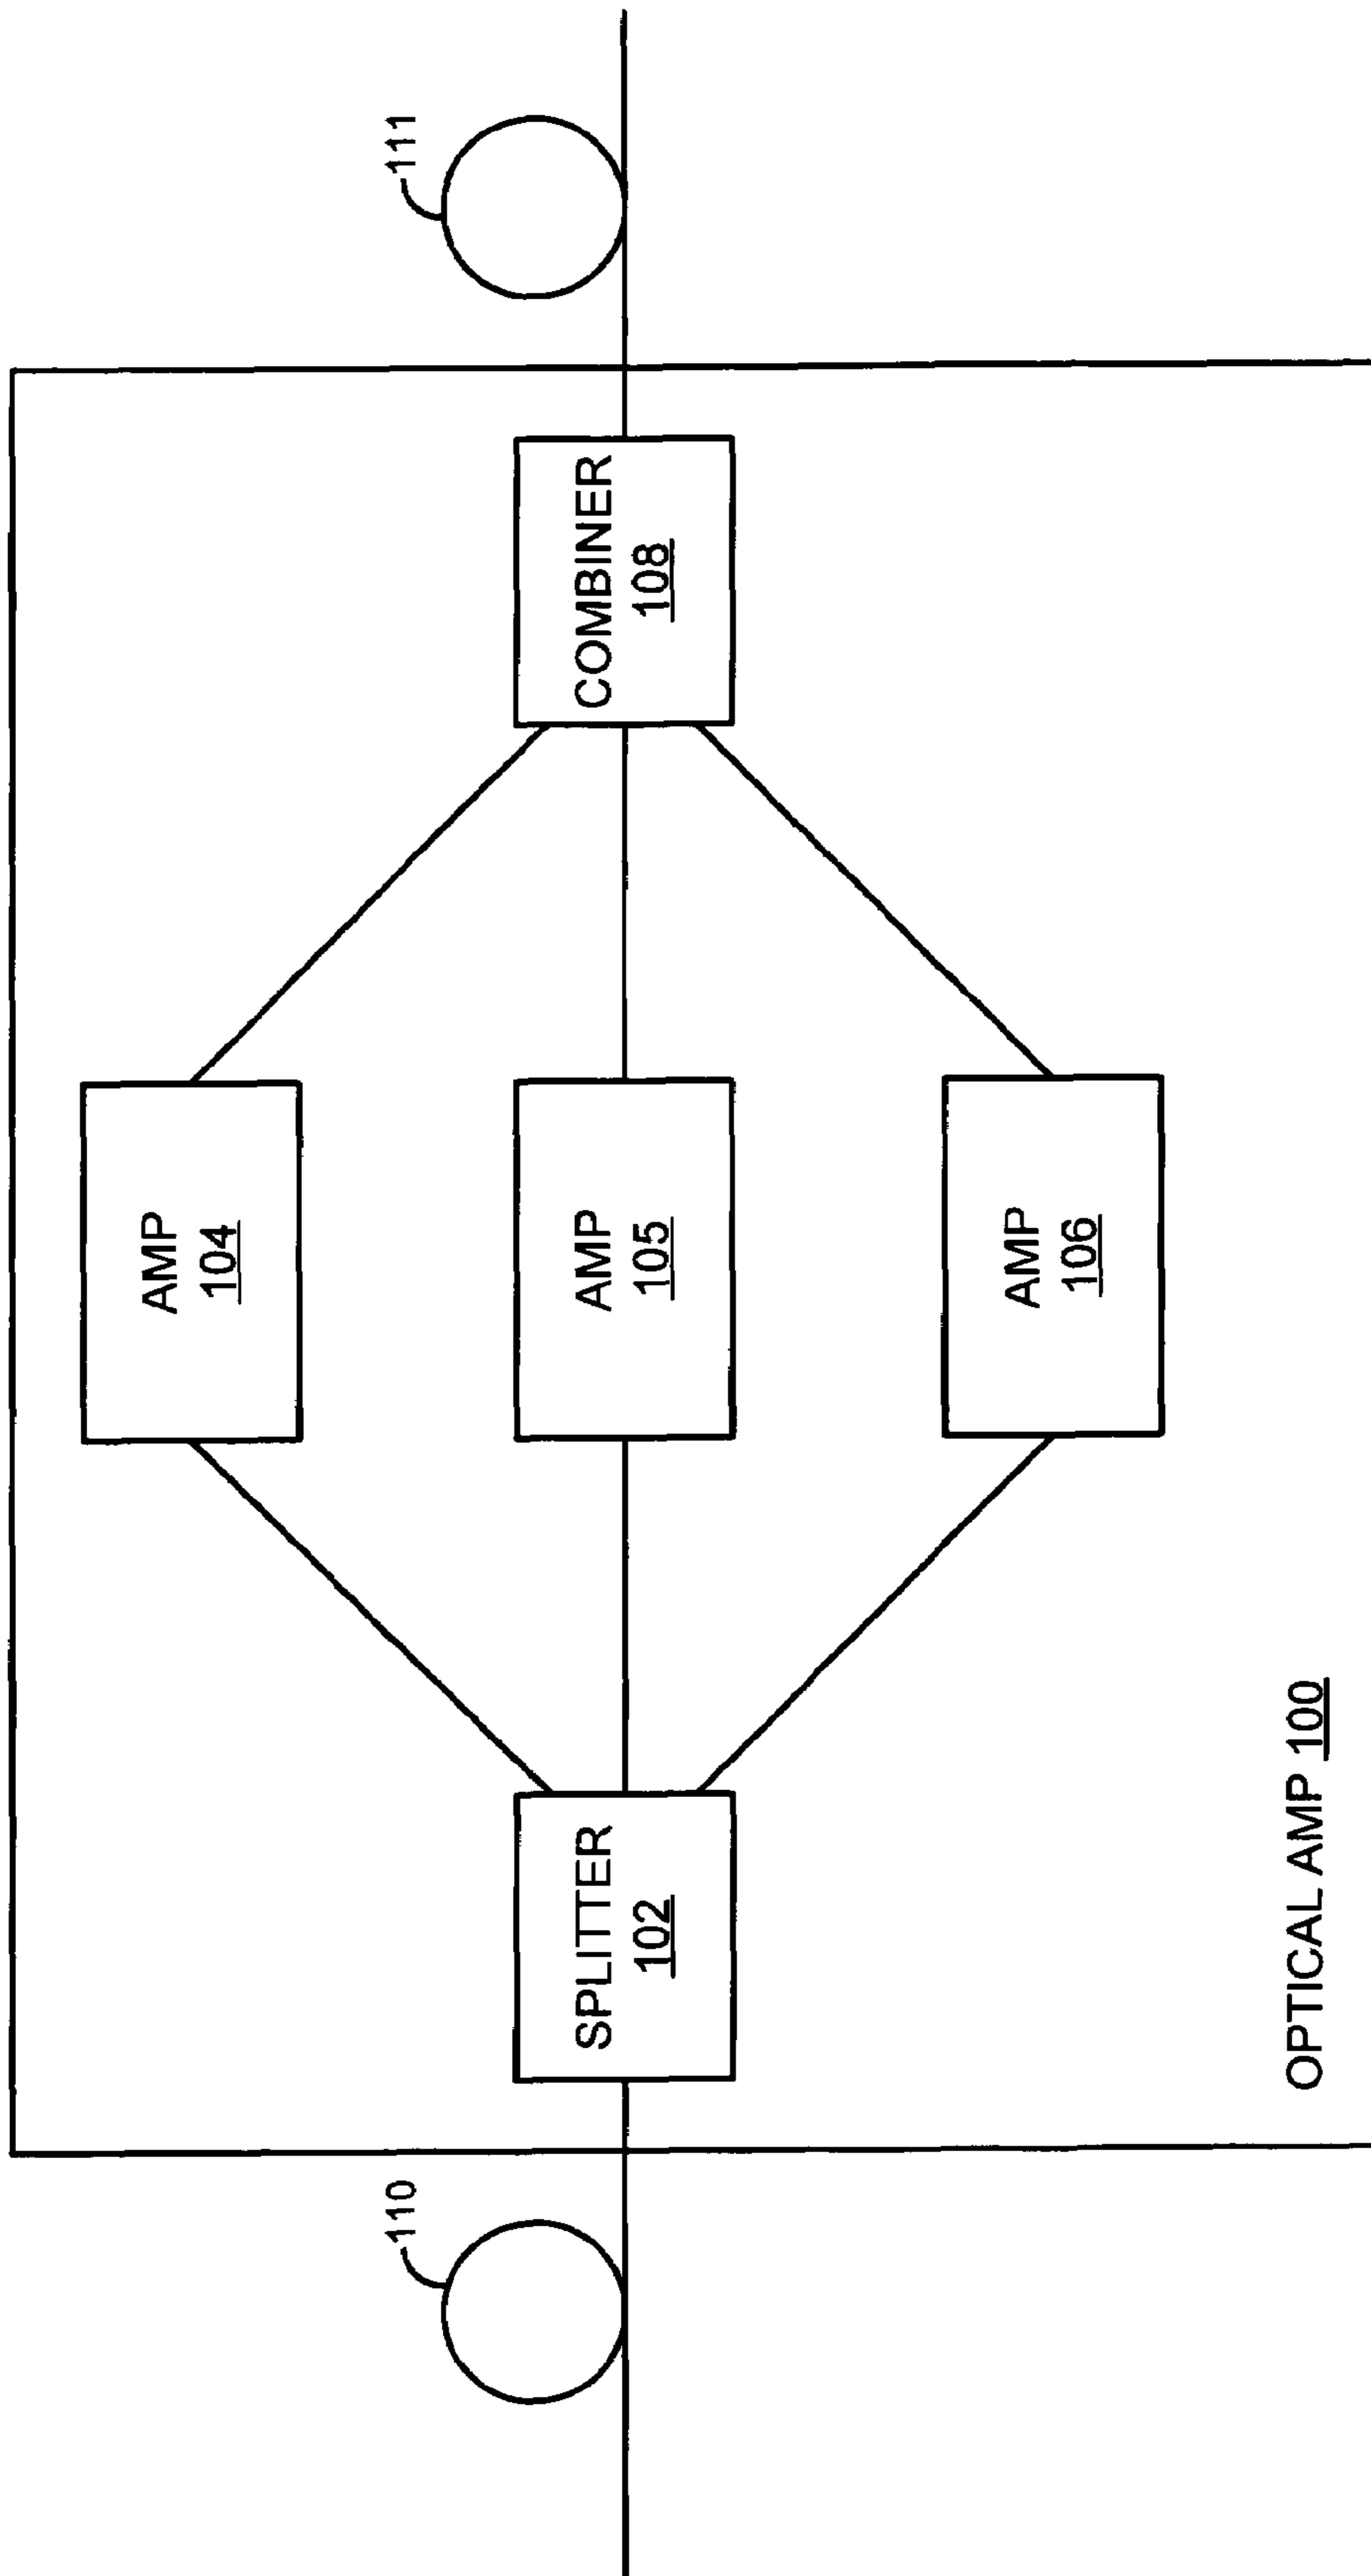 110
SPLITTER
102
AMP
104
AMP
105
AMP
106
COMBINER
108
111
OPTICAL AMP 100